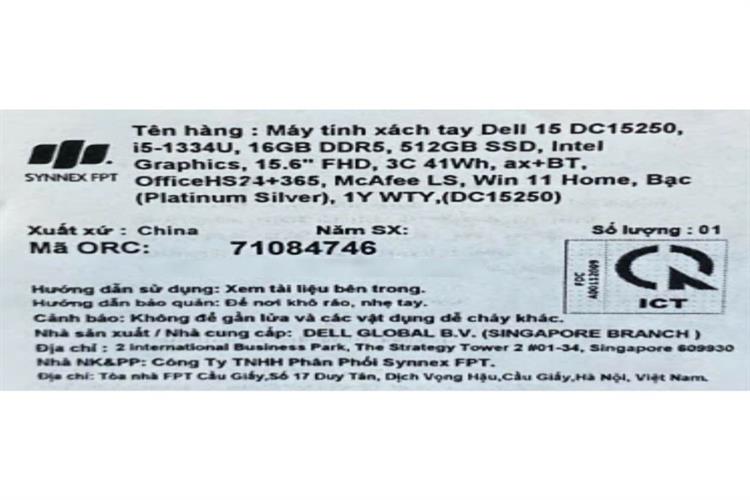 SYNNEX FPT
Tên hàng : Máy tính xách tay Dell 15 DC15250,
i5-1334U, 16GB DDR5, 512GB SSD, Intel
Graphics, 15.6" FHD, 3C 41Wh, ax+BT,
OfficeHS24+365, McAfee LS, Win 11 Home, Bạc
(Platinum Silver), 1Y WTY,(DC15250)
Xuất xứ : China Năm SX: Số lượng : 01
Mã ORC: 71084746
FDC
A00112009
ICT
Hướng dẫn sử dụng: Xem tài liệu bên trong.
Hướng dẫn bảo quản: Để nơi khô ráo, nhẹ tay.
Cảnh báo: Không để gần lửa và các vật dụng dễ cháy khác.
Nhà sản xuất / Nhà cung cấp: DELL GLOBAL B.V. (SINGAPORE BRANCH )
Địa chỉ : 2 International Business Park, The Strategy Tower 2 #01-34, Singapore 609930
Nhà NK&PP: Công Ty TNHH Phân Phối Synnex FPT.
Địa chỉ: Tòa nhà FPT Cầu Giấy,Số 17 Duy Tân, Dịch Vọng Hậu,Cầu Giấy,Hà Nội, Việt Nam.